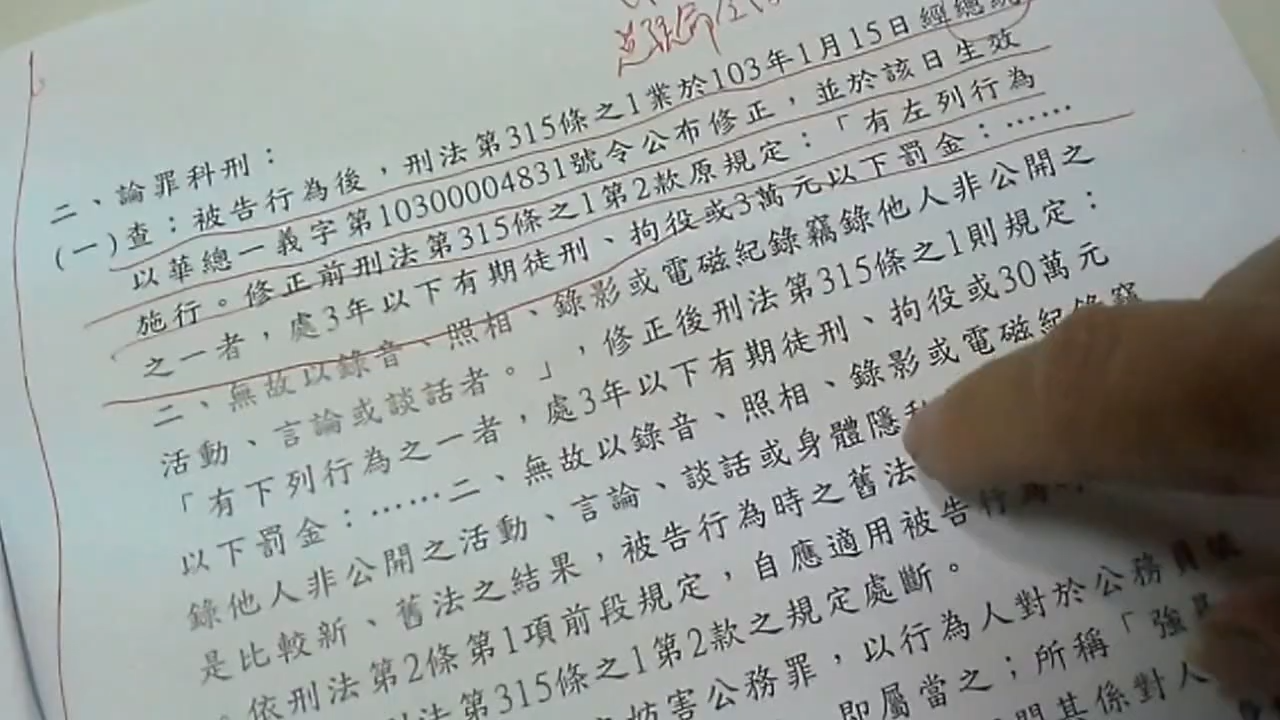 二、論罪科刑：
(一)查：被告行為後，刑法第315條之1業於103年1月15日經總統
以華總一義字第10300004831號令公布修正，並於該日生效
施行。修正前刑法第315條之1第2款原規定：「有左列行為
之一者，處3年以下有期徒刑、拘役或3萬元以下罰金：……
二、無故以錄音、照相、錄影或電磁紀錄竊錄他人非公開之
活動、言論或談話者。」，修正後刑法第315條之1則規定：
「有下列行為之一者，處3年以下有期徒刑、拘役或30萬元
以下罰金：……二、無故以錄音、照相、錄影或電磁紀錄竊
錄他人非公開之活動、言論、談話或身體隱私
是比較新、舊法之結果，被告行為時之舊法
依刑法第2條第1項前段規定，自應適用被告行為時
第315條之1第2款之規定處斷。
妨害公務罪，以行為人對於公務員依
即屬當之；所稱「強
其係對人